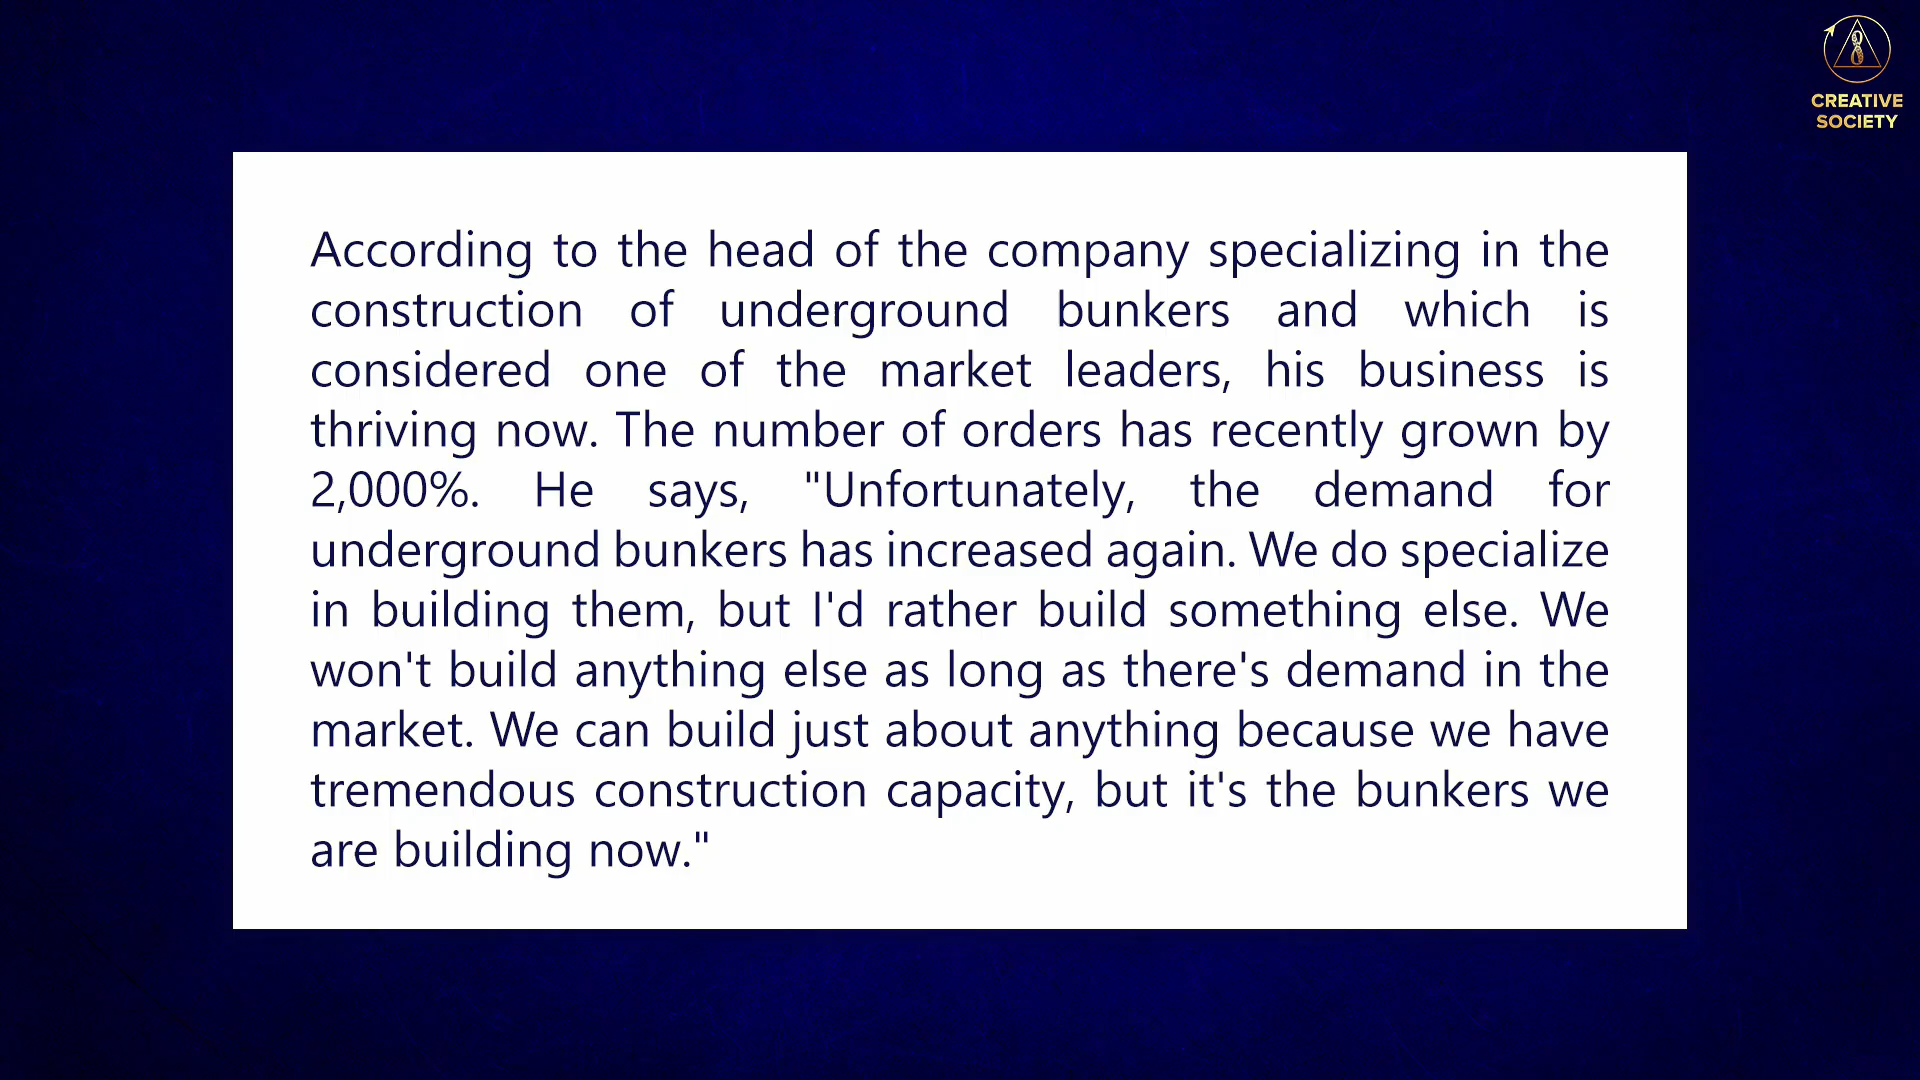 CREATIVE
SOCIETY
According to the head of the company specializing in the
construction of underground bunkers and which is
considered one of the market leaders, his business is
thriving now. The number of orders has recently grown by
2,000%. He says, "Unfortunately, the demand for
underground bunkers has increased again. We do specialize
in building them, but I'd rather build something else. We
won't build anything else as long as there's demand in the
market. We can build just about anything because we have
tremendous construction capacity, but it's the bunkers we
are building now."